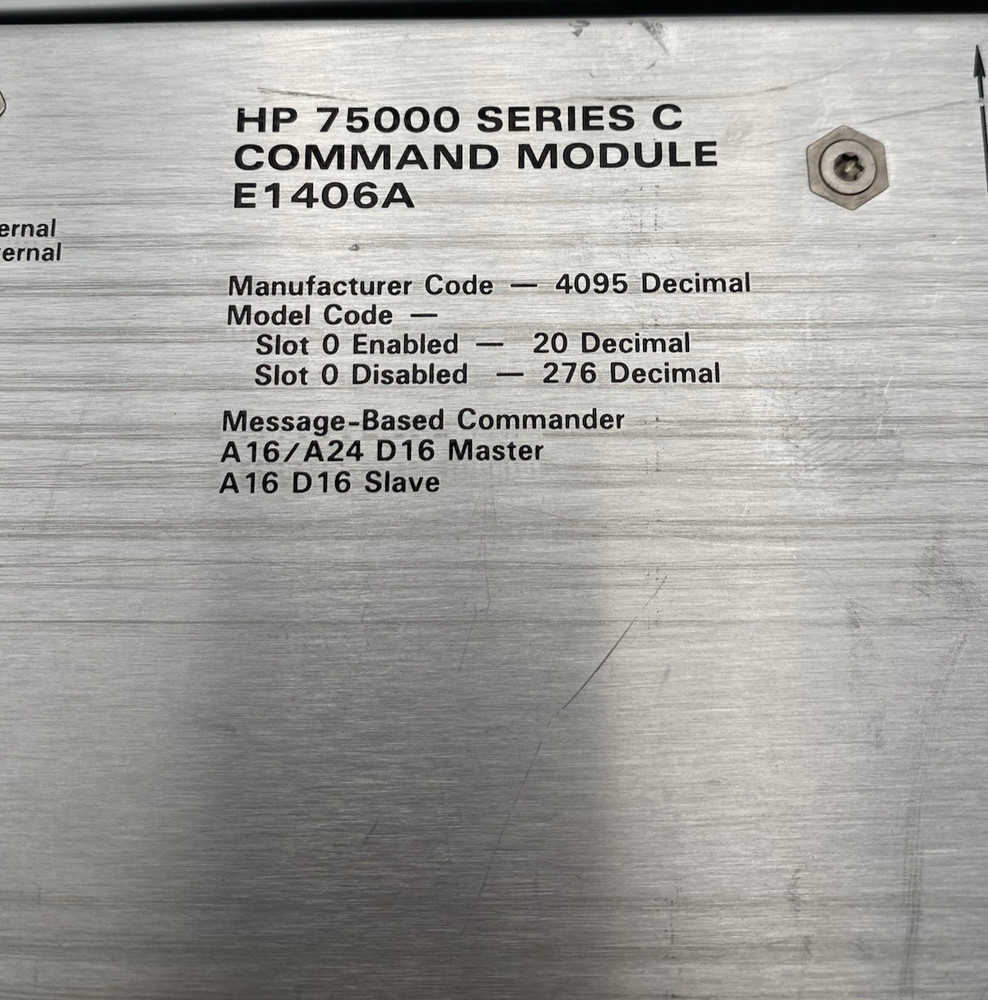 HP 75000 SERIES C
COMMAND MODULE
E1406A
ernal
ernal
Manufacturer Code — 4095 Decimal
Model Code —
Slot 0 Enabled — 20 Decimal
Slot 0 Disabled — 276 Decimal
Message-Based Commander
A16/A24 D16 Master
A16 D16 Slave